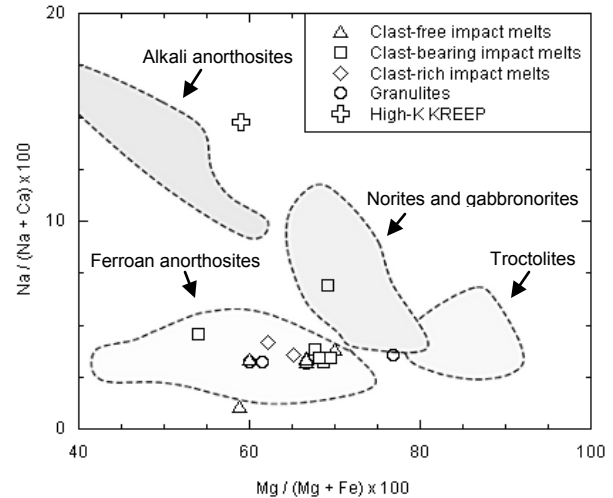 20
Alkali anorthosites
Clast-free impact melts
Clast-bearing impact melts
Clast-rich impact melts
Granulites
High-K KREEP
Na / (Na + Ca) x 100
10
Norites and gabbronorites
Ferroan anorthosites
Troctolites
0
40
60
80
100
Mg / (Mg + Fe) x 100